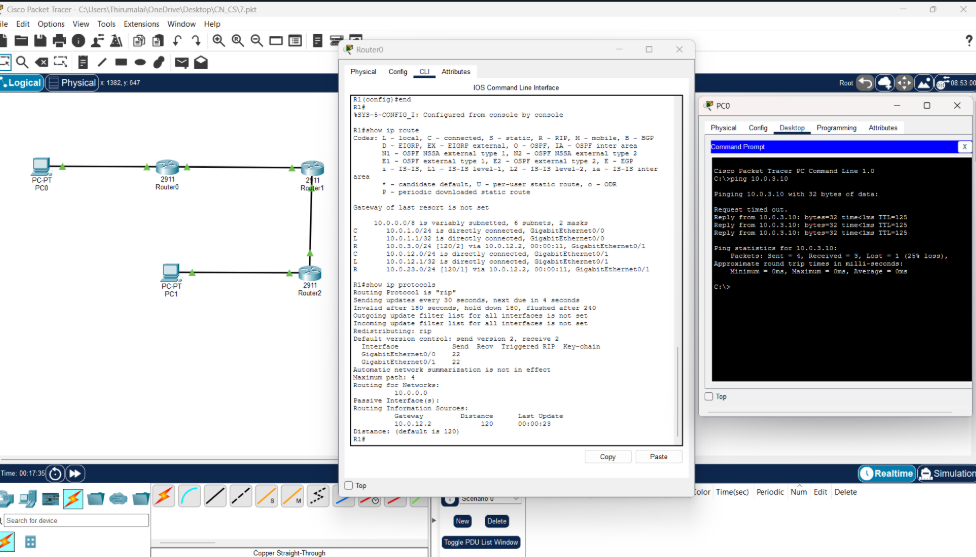 Cisco Packet Tracer - C:\Users\Thirumalai\OneDrive\Desktop\CN_CS\7.pkt
File Edit Options View Tools Extensions Window Help
Logical Physical x: 1382, y: 647
Root
08:53:00
PC-PT
PC0
2911
Router0
2911
Router1
PC-PT
PC1
2911
Router2
Router0
Physical Config CLI Attributes
IOS Command Line Interface
R1(config)#end
R1#
%SYS-5-CONFIG_I: Configured from console by console
R1#show ip route
Codes: L - local, C - connected, S - static, R - RIP, M - mobile, B - BGP
D - EIGRP, EX - EIGRP external, O - OSPF, IA - OSPF inter area
N1 - OSPF NSSA external type 1, N2 - OSPF NSSA external type 2
E1 - OSPF external type 1, E2 - OSPF external type 2, E - EGP
i - IS-IS, L1 - IS-IS level-1, L2 - IS-IS level-2, ia - IS-IS inter
area
* - candidate default, U - per-user static route, o - ODR
P - periodic downloaded static route
Gateway of last resort is not set
10.0.0.0/8 is variably subnetted, 6 subnets, 2 masks
C 10.0.1.0/24 is directly connected, GigabitEthernet0/0
L 10.0.1.1/32 is directly connected, GigabitEthernet0/0
R 10.0.3.0/24 [120/2] via 10.0.12.2, 00:00:11, GigabitEthernet0/1
C 10.0.12.0/24 is directly connected, GigabitEthernet0/1
L 10.0.12.1/32 is directly connected, GigabitEthernet0/1
R 10.0.23.0/24 [120/1] via 10.0.12.2, 00:00:11, GigabitEthernet0/1
R1#show ip protocols
Routing Protocol is "rip"
Sending updates every 30 seconds, next due in 4 seconds
Invalid after 180 seconds, hold down 180, flushed after 240
Outgoing update filter list for all interfaces is not set
Incoming update filter list for all interfaces is not set
Redistributing: rip
Default version control: send version 2, receive 2
Interface Send Recv Triggered RIP Key-chain
GigabitEthernet0/0 22
GigabitEthernet0/1 22
Automatic network summarization is not in effect
Maximum path: 4
Routing for Networks:
10.0.0.0
Passive Interface(s):
Routing Information Sources:
Gateway Distance Last Update
10.0.12.2 120 00:00:23
Distance: (default is 120)
R1#
Copy Paste
Top
PC0
Physical Config Desktop Programming Attributes
Command Prompt X
Cisco Packet Tracer PC Command Line 1.0
C:\>ping 10.0.3.10
Pinging 10.0.3.10 with 32 bytes of data:
Request timed out.
Reply from 10.0.3.10: bytes=32 time<1ms TTL=125
Reply from 10.0.3.10: bytes=32 time<1ms TTL=125
Reply from 10.0.3.10: bytes=32 time<1ms TTL=125
Ping statistics for 10.0.3.10:
Packets: Sent = 4, Received = 3, Lost = 1 (25% loss),
Approximate round trip times in milli-seconds:
Minimum = 0ms, Maximum = 0ms, Average = 0ms
C:\>
Top
Time: 00:17:35
Realtime Simulation
Search for device
Copper Straight-Through
Scenario 0
New Delete
Toggle PDU List Window
Color Time(sec) Periodic Num Edit Delete